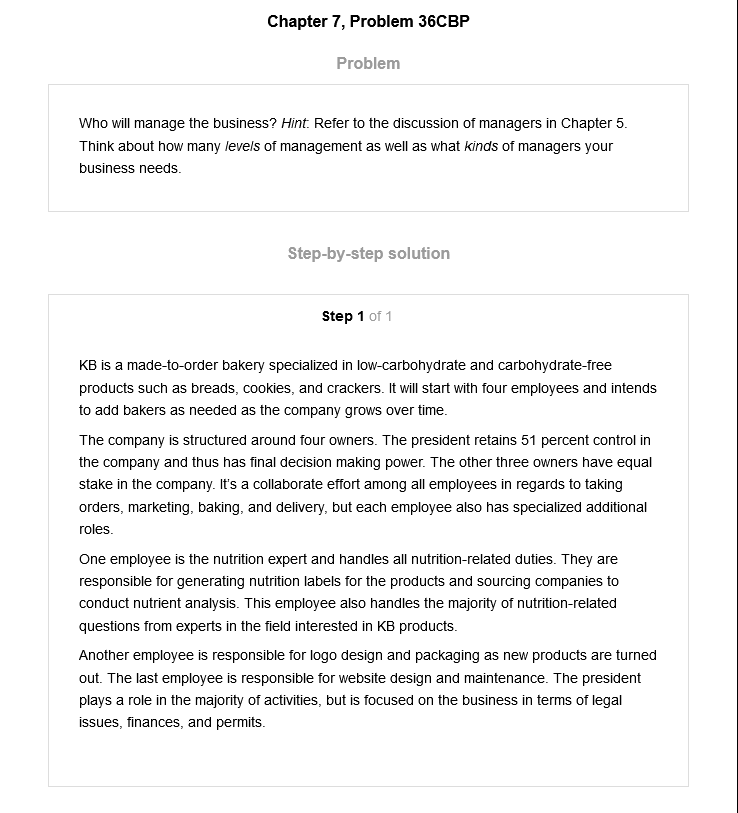 Chapter 7, Problem 36CBP
Problem
Who will manage the business? Hint: Refer to the discussion of managers in Chapter 5.
Think about how many levels of management as well as what kinds of managers your
business needs.
Step-by-step solution
Step 1 of 1
KB is a made-to-order bakery specialized in low-carbohydrate and carbohydrate-free
products such as breads, cookies, and crackers. It will start with four employees and intends
to add bakers as needed as the company grows over time.
The company is structured around four owners. The president retains 51 percent control in
the company and thus has final decision making power. The other three owners have equal
stake in the company. It's a collaborate effort among all employees in regards to taking
orders, marketing, baking, and delivery, but each employee also has specialized additional
roles.
One employee is the nutrition expert and handles all nutrition-related duties. They are
responsible for generating nutrition labels for the products and sourcing companies to
conduct nutrient analysis. This employee also handles the majority of nutrition-related
questions from experts in the field interested in KB products.
Another employee is responsible for logo design and packaging as new products are turned
out. The last employee is responsible for website design and maintenance. The president
plays a role in the majority of activities, but is focused on the business in terms of legal
issues, finances, and permits.